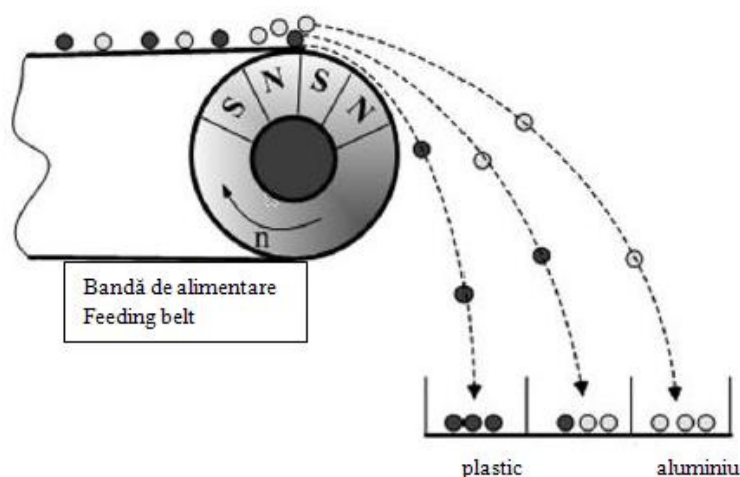 S N S N
n
Bandă de alimentare
Feeding belt
plastic aluminiu